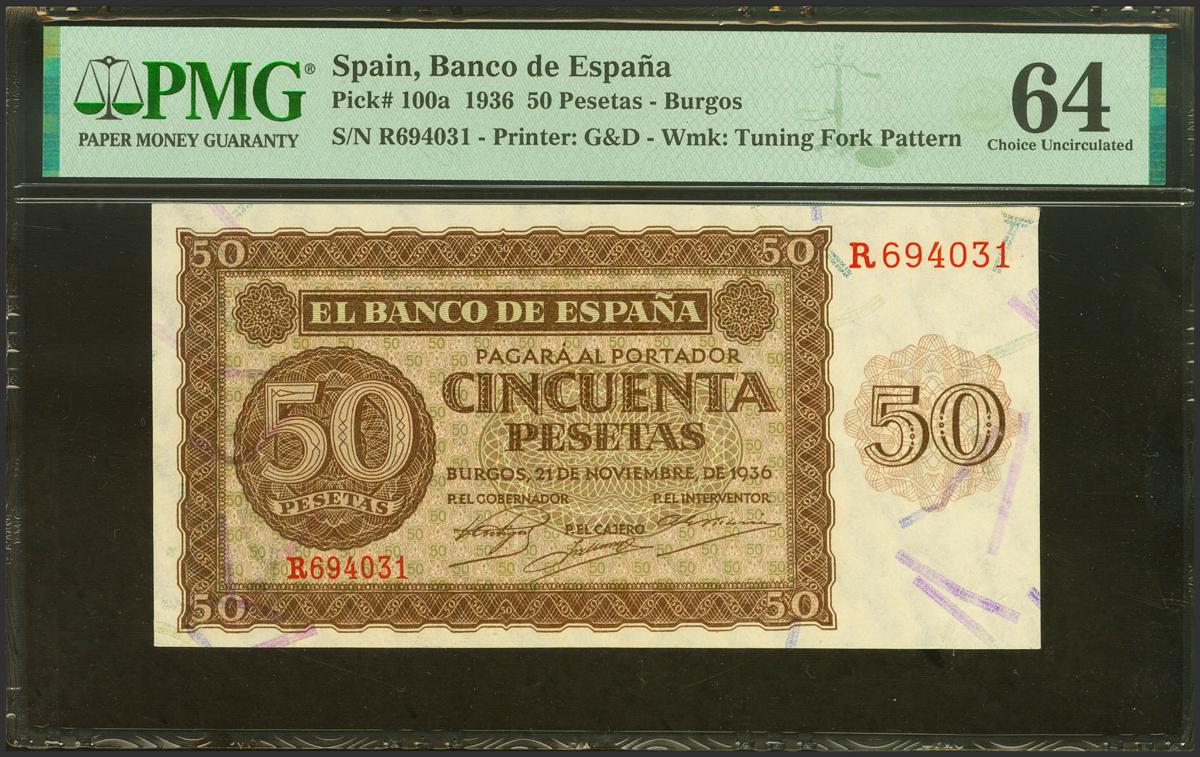 PMG®
PAPER MONEY GUARANTY
Spain, Banco de España
Pick# 100a 1936 50 Pesetas - Burgos
S/N R694031 - Printer: G&D - Wmk: Tuning Fork Pattern
64
Choice Uncirculated
50
50
R694031
EL BANCO DE ESPAÑA
PAGARÁ AL PORTADOR
CINCUENTA
PESETAS
50
PESETAS
50
BURGOS, 21 DE NOVIEMBRE, DE 1936
P. EL GOBERNADOR
P. EL INTERVENTOR
P. EL CAJERO
R694031
50
50